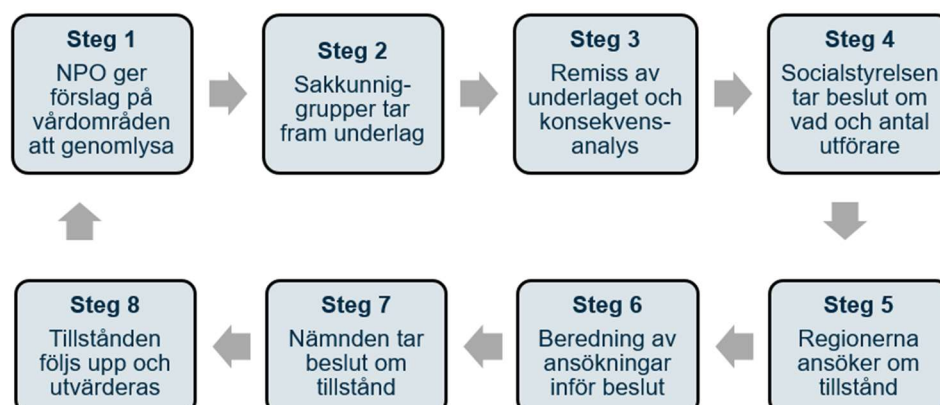 Steg 1
NPO ger
förslag på
vårdområden
att genomlysa
Steg 2
Sakkunnig-
grupper tar
fram underlag
Steg 3
Remiss av
underlaget och
konsekvens-
analys
Steg 4
Socialstyrelsen
tar beslut om
vad och antal
utförare
Steg 5
Regionerna
ansöker om
tillstånd
Steg 6
Beredning av
ansökningar
inför beslut
Steg 7
Nämnden tar
beslut om
tillstånd
Steg 8
Tillstånden
följs upp och
utvärderas